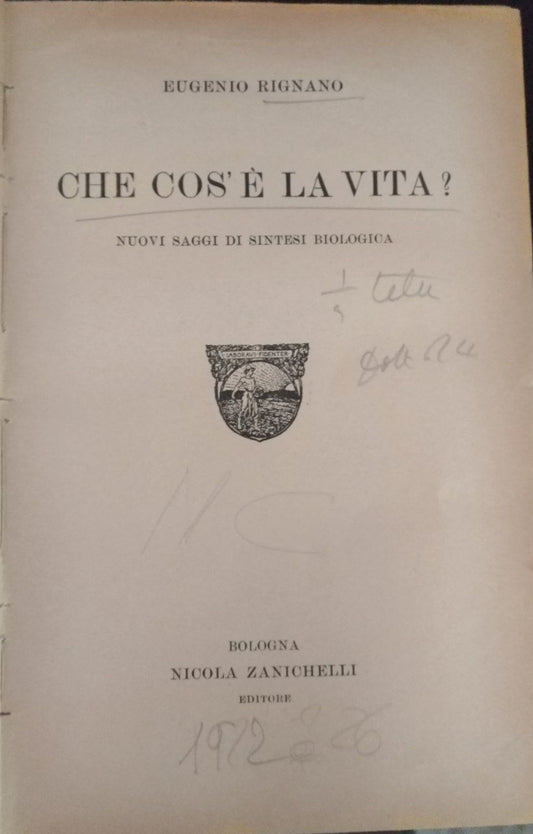 EUGENIO RIGNANO
CHE COS'È LA VITA?
NUOVI SAGGI DI SINTESI BIOLOGICA
LABORAVI FIDENTER
BOLOGNA
NICOLA ZANICHELLI
EDITORE